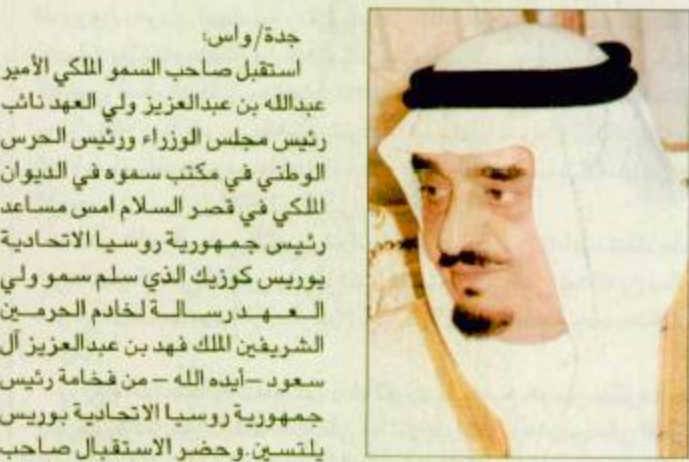 جدة/واس:
استقبل صاحب السمو الملكي الأمير
عبدالله بن عبدالعزيز ولي العهد نائب
رئيس مجلس الوزراء ورئيس الحرس
الوطني في مكتب سموه في الديوان
الملكي في قصر السلام امس مساعد
رئيس جمهورية روسيا الاتحادية
يوريس كوزيك الذي سلم سمو ولي
العهد رسالة لخادم الحرمين
الشريفين الملك فهد بن عبدالعزيز آل
سعود –أيده الله – من فخامة رئيس
جمهورية روسيا الاتحادية بوريس
يلتسين. وحضر الاستقبال صاحب